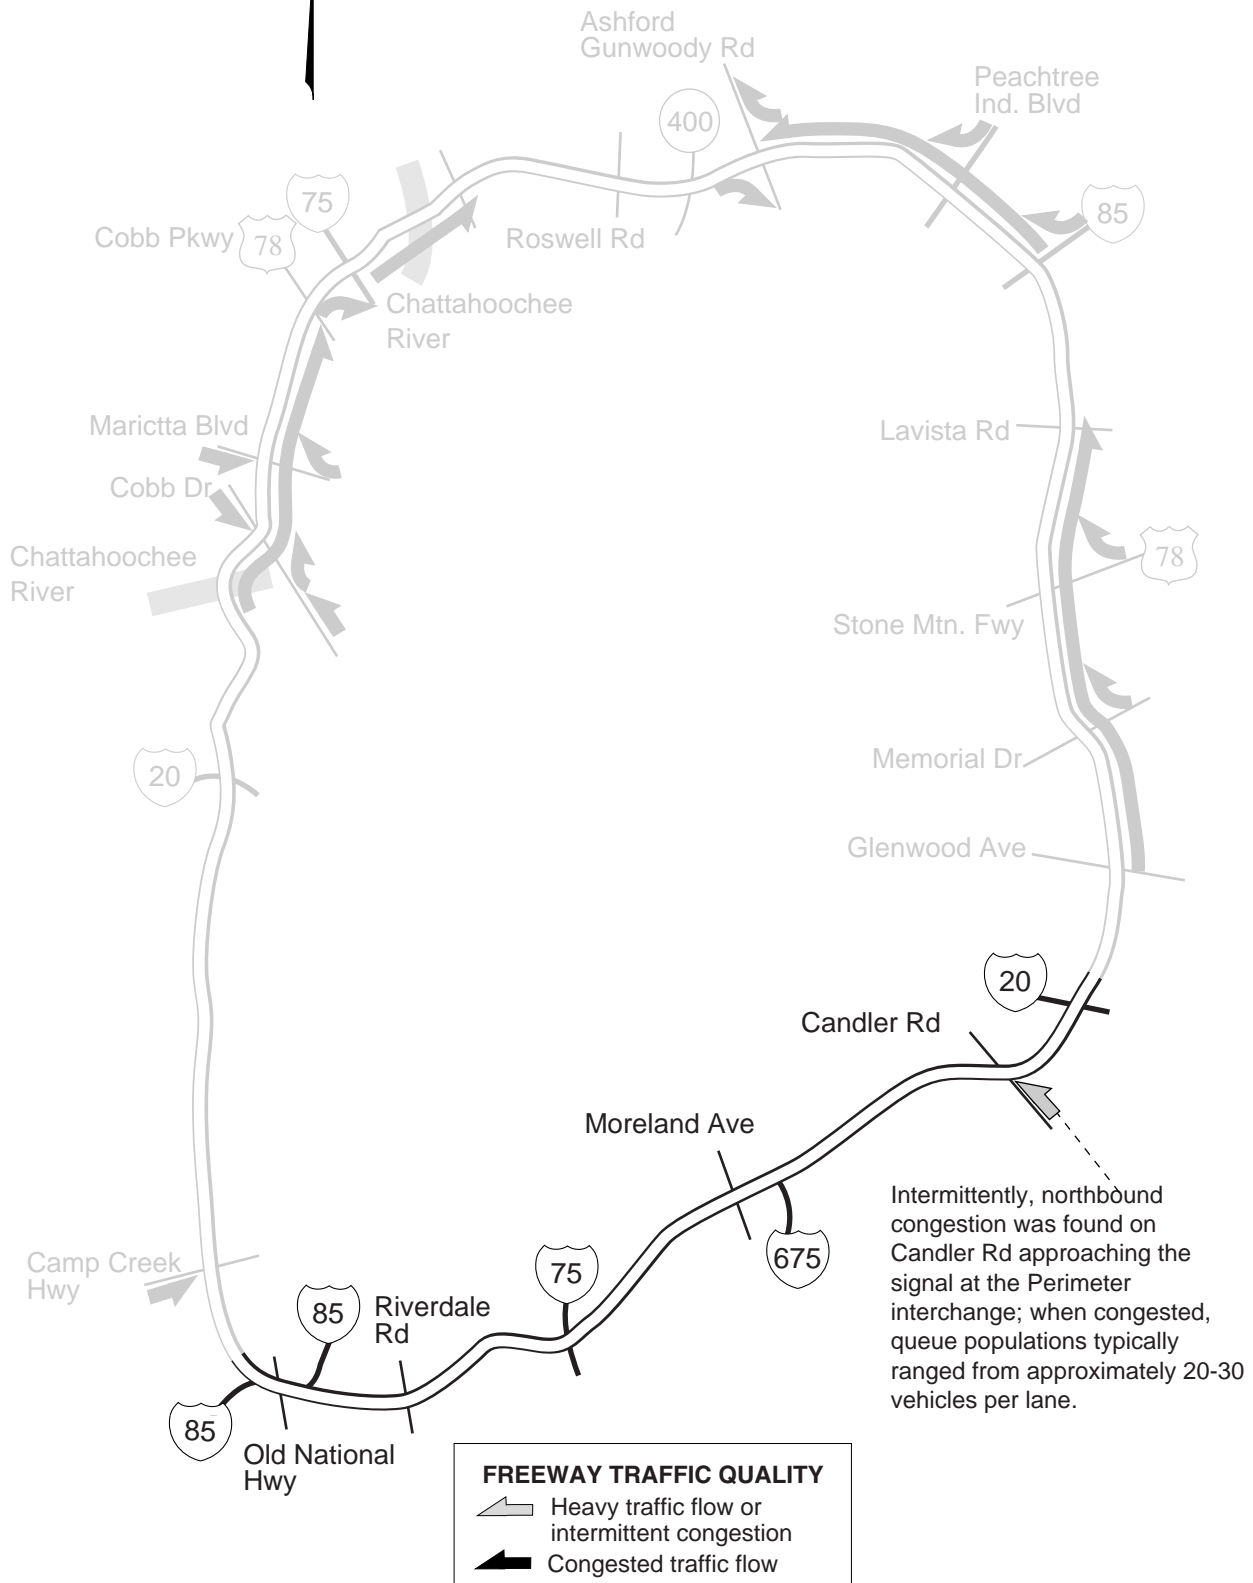 Ashford
Gunwoody Rd
Peachtree
Ind. Blvd
400
75
85
Cobb Pkwy
78
Roswell Rd
Chattahoochee
River
Marictta Blvd
Lavista Rd
Cobb Dr
Chattahoochee
River
78
Stone Mtn. Fwy
20
Memorial Dr
Glenwood Ave
20
Candler Rd
Moreland Ave
Intermittently, northbound
congestion was found on
Candler Rd approaching the
signal at the Perimeter
interchange; when congested,
queue populations typically
ranged from approximately 20-30
vehicles per lane.
675
Camp Creek
Hwy
75
85
Riverdale
Rd
85
Old National
Hwy
FREEWAY TRAFFIC QUALITY
Heavy traffic flow or
intermittent congestion
Congested traffic flow